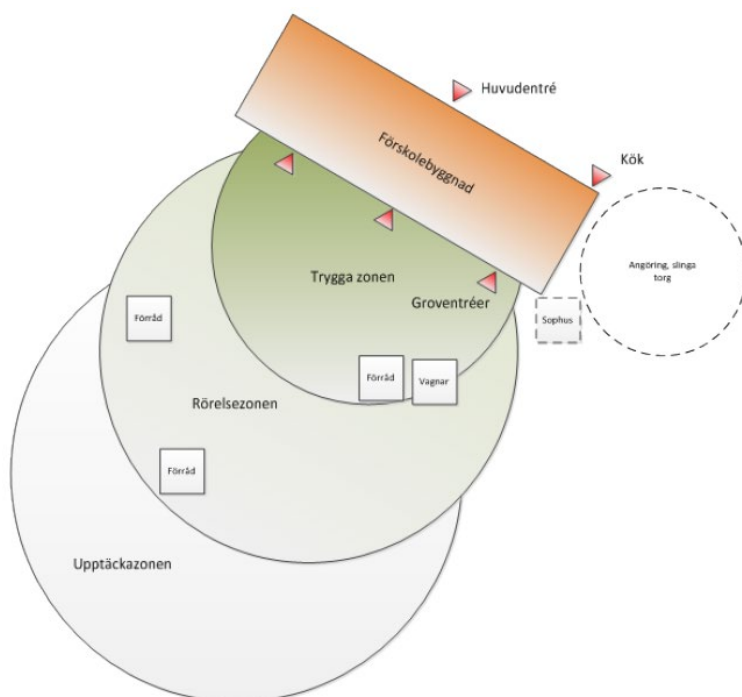 Huvudentré
Förskolebyggnad
Kök
Trygga zonen
Angöring, slinga
torg
Groventréer
Förråd
Sophus
Förråd
Vagnar
Rörelsezonen
Förråd
Upptäckazonen